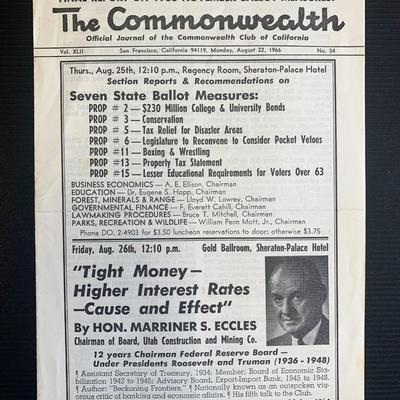 The Commonwealth
Official Journal of the Commonwealth Club of California
Vol. XLII San Francisco, California 94119, Monday, August 22, 1966 No. 34
Thurs., Aug. 25th, 12:10 p.m., Regency Room, Sheraton-Palace Hotel
Section Reports & Recommendations on
Seven State Ballot Measures:
PROP # 2 — $230 Million College & University Bonds
PROP # 3 — Conservation
PROP # 5 — Tax Relief for Disaster Areas
PROP # 6 — Legislature to Reconvene to Consider Pocket Vetoes
PROP #11 — Boxing & Wrestling
PROP #13 — Property Tax Statement
PROP #15 — Lesser Educational Requirements for Voters Over 63
BUSINESS ECONOMICS — A. E. Ellison, Chairman
EDUCATION — Dr. Eugene S. Hopp, Chairman
FOREST, MINERALS & RANGE — Lloyd W. Lowrey, Chairman
GOVERNMENTAL FINANCE — F. Everett Cahill, Chairman
LAWMAKING PROCEDURES — Bruce T. Mitchell, Chairman
PARKS, RECREATION & WILDLIFE — William Penn Mott, Jr., Chairman
Phone DO. 2-4903 for $3.50 luncheon reservations to door; otherwise $3.75
Friday, Aug. 26th, 12:10 p.m. Gold Ballroom, Sheraton-Palace Hotel
"Tight Money—
Higher Interest Rates
—Cause and Effect"
By HON. MARRINER S. ECCLES
Chairman of Board, Utah Construction and Mining Co.
12 years Chairman Federal Reserve Board —
Under Presidents Roosevelt and Truman (1936 - 1948)
¶ Assistant Secretary of Treasury, 1934; Member: Board of Economic Sta-
bilization 1942 to 1946; Advisory Board, Export-Import Bank, 1945 to 1948.
¶ Author: "Beckoning Frontiers." ¶ Nationally known as an outspoken vig-
orous critic of banking and economic affairs. ¶ His fifth talk to the Club.